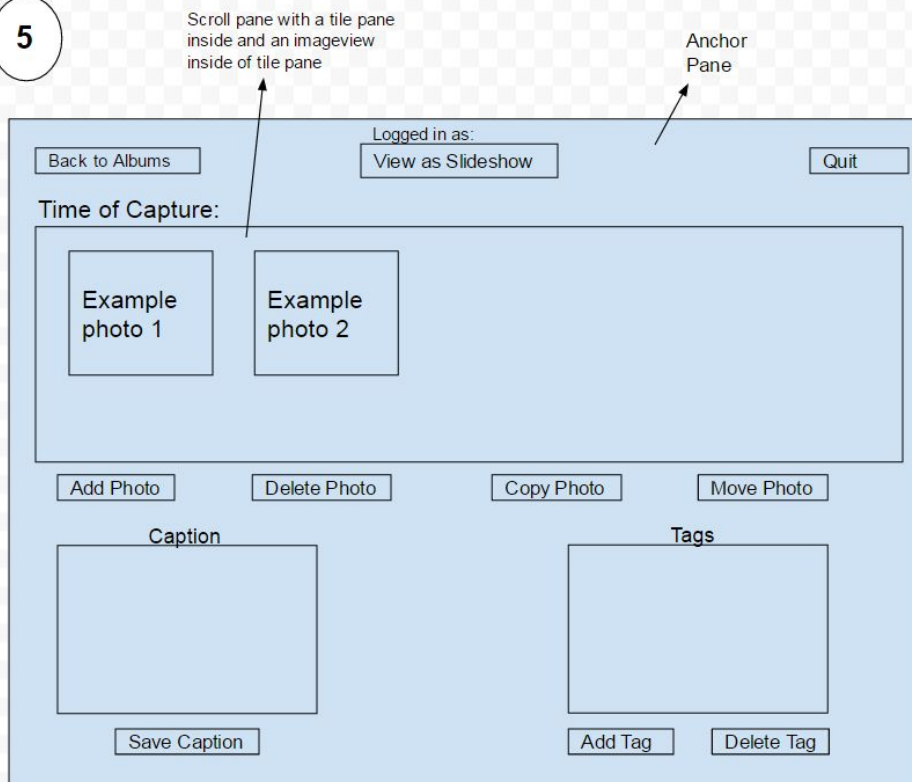 5
Scroll pane with a tile pane
inside and an imageview
inside of tile pane
Anchor
Pane
Logged in as:
Back to Albums
View as Slideshow
Quit
Time of Capture:
Example
photo 1
Example
photo 2
Add Photo
Delete Photo
Copy Photo
Move Photo
Caption
Tags
Save Caption
Add Tag
Delete Tag